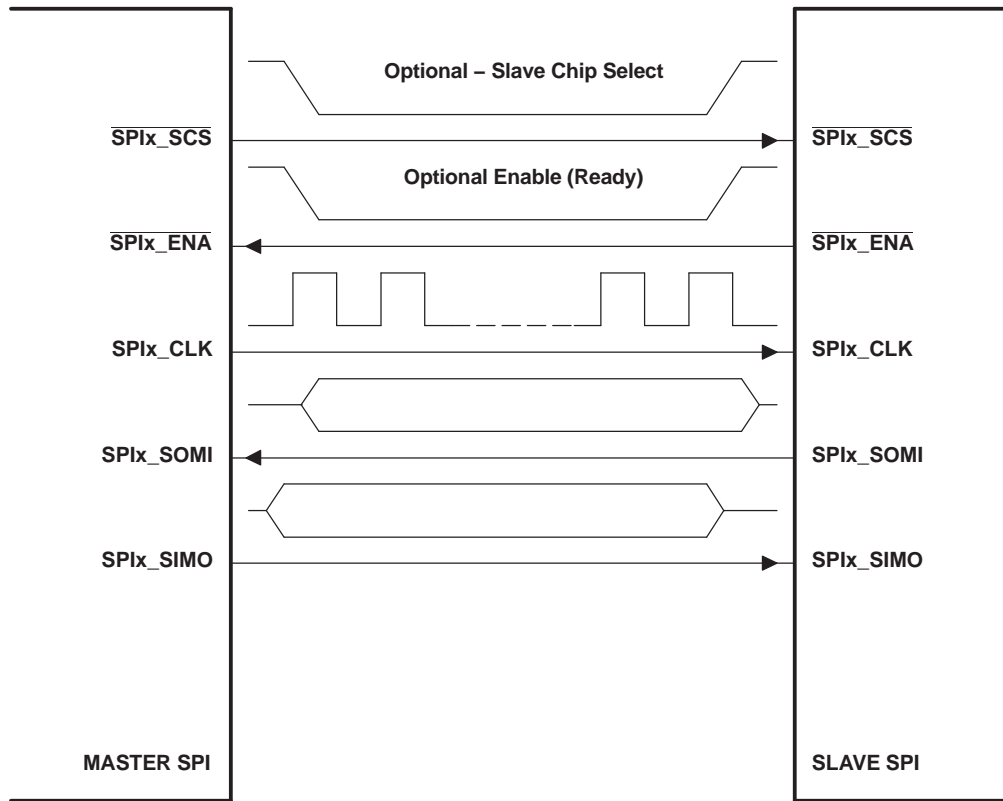 Optional – Slave Chip Select
SPIx_SCS SPIx_SCS
Optional Enable (Ready)
SPIx_ENA SPIx_ENA
SPIx_CLK SPIx_CLK
SPIx_SOMI SPIx_SOMI
SPIx_SIMO SPIx_SIMO
MASTER SPI SLAVE SPI